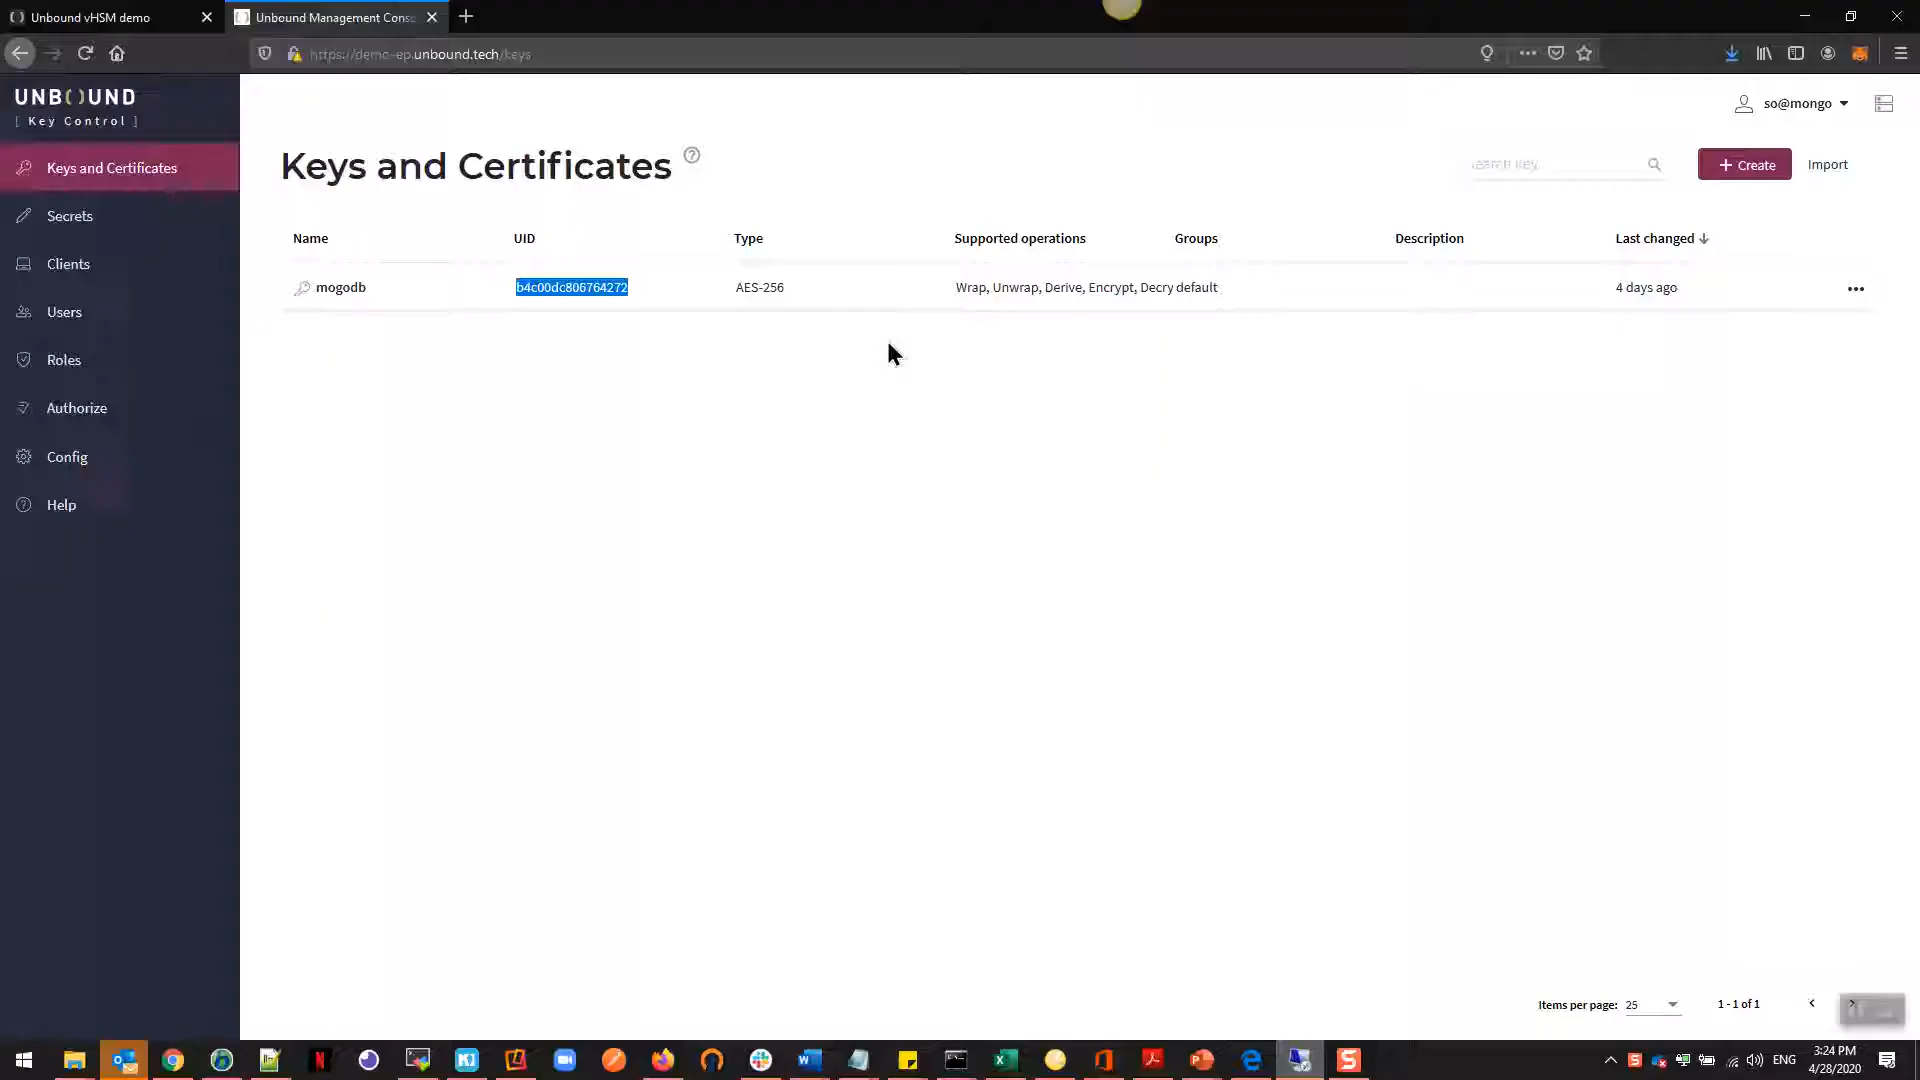 Unbound vHSM demo
Unbound Management Conso
https://demo-ep.unbound.tech/keys
UNBOUND
[ Key Control ]
so@mongo
Keys and Certificates
Secrets
Clients
Users
Roles
Authorize
Config
Help
Keys and Certificates
Search key
+ Create
Import
Name UID Type Supported operations Groups Description Last changed
mogodb b4c00dc806764272 AES-256 Wrap, Unwrap, Derive, Encrypt, Decry default 4 days ago
Items per page: 25 1 - 1 of 1
ENG
3:24 PM
4/28/2020